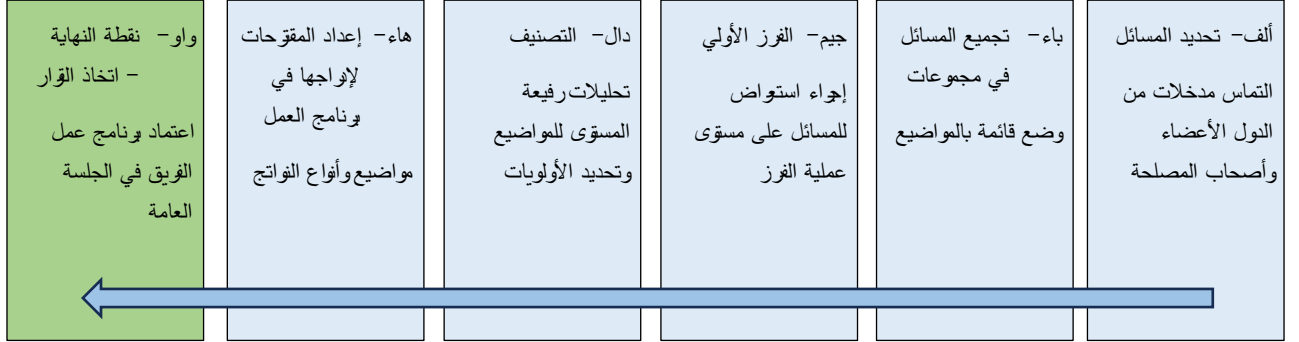 ألف– تحديد المسائل
التماس مدخلات من
الدول الأعضاء
وأصحاب المصلحة
باء– تجميع المسائل
في مجموعات
وضع قائمة بالمواضيع
جيم– الفرز الأولي
إجراء استعراض
للمسائل على مستوى
عملية الفرز
دال– التصنيف
تحليلات رفيعة
المستوى للمواضيع
وتحديد الأولويات
هاء– إعداد المقترحات
لإدراجها في
برنامج العمل
مواضيع وأنواع النواتج
واو– نقطة النهاية
– اتخاذ القرار
اعتماد برنامج عمل
الفريق في الجلسة
العامة